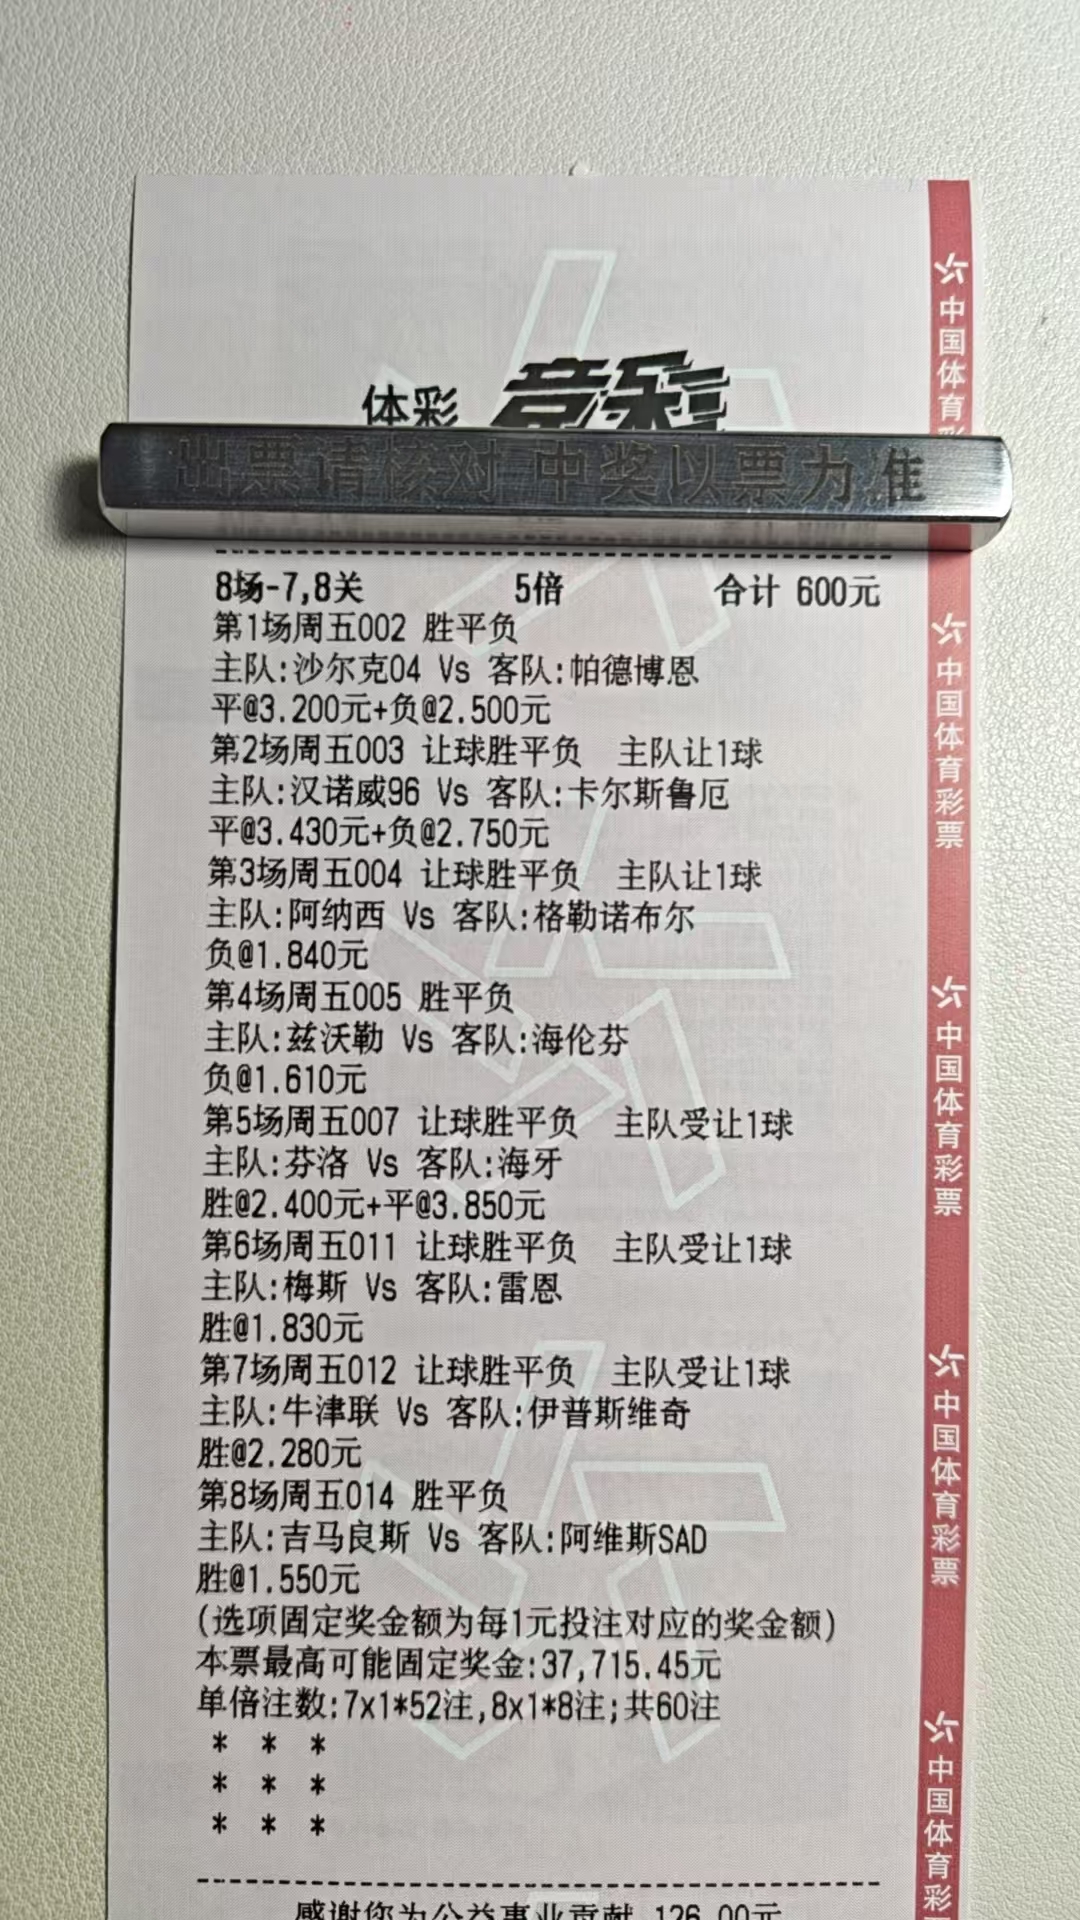 体彩 竞彩
出票请核对 中奖以票为准
8场-7,8关 5倍 合计 600元
第1场周五002 胜平负
主队:沙尔克04 Vs 客队:帕德博恩
平@3.200元+负@2.500元
第2场周五003 让球胜平负 主队让1球
主队:汉诺威96 Vs 客队:卡尔斯鲁厄
平@3.430元+负@2.750元
第3场周五004 让球胜平负 主队让1球
主队:阿纳西 Vs 客队:格勒诺布尔
负@1.840元
第4场周五005 胜平负
主队:兹沃勒 Vs 客队:海伦芬
负@1.610元
第5场周五007 让球胜平负 主队受让1球
主队:芬洛 Vs 客队:海牙
胜@2.400元+平@3.850元
第6场周五011 让球胜平负 主队受让1球
主队:梅斯 Vs 客队:雷恩
胜@1.830元
第7场周五012 让球胜平负 主队受让1球
主队:牛津联 Vs 客队:伊普斯维奇
胜@2.280元
第8场周五014 胜平负
主队:吉马良斯 Vs 客队:阿维斯SAD
胜@1.550元
(选项固定奖金额为每1元投注对应的奖金额)
本票最高可能固定奖金:37,715.45元
单倍注数:7x1*52注,8x1*8注;共60注
* * *
* * *
* * *
感谢您为公益事业贡献 126.00元
中国体育彩
中国体育彩票
中国体育彩票
中国体育彩票
中国体育彩